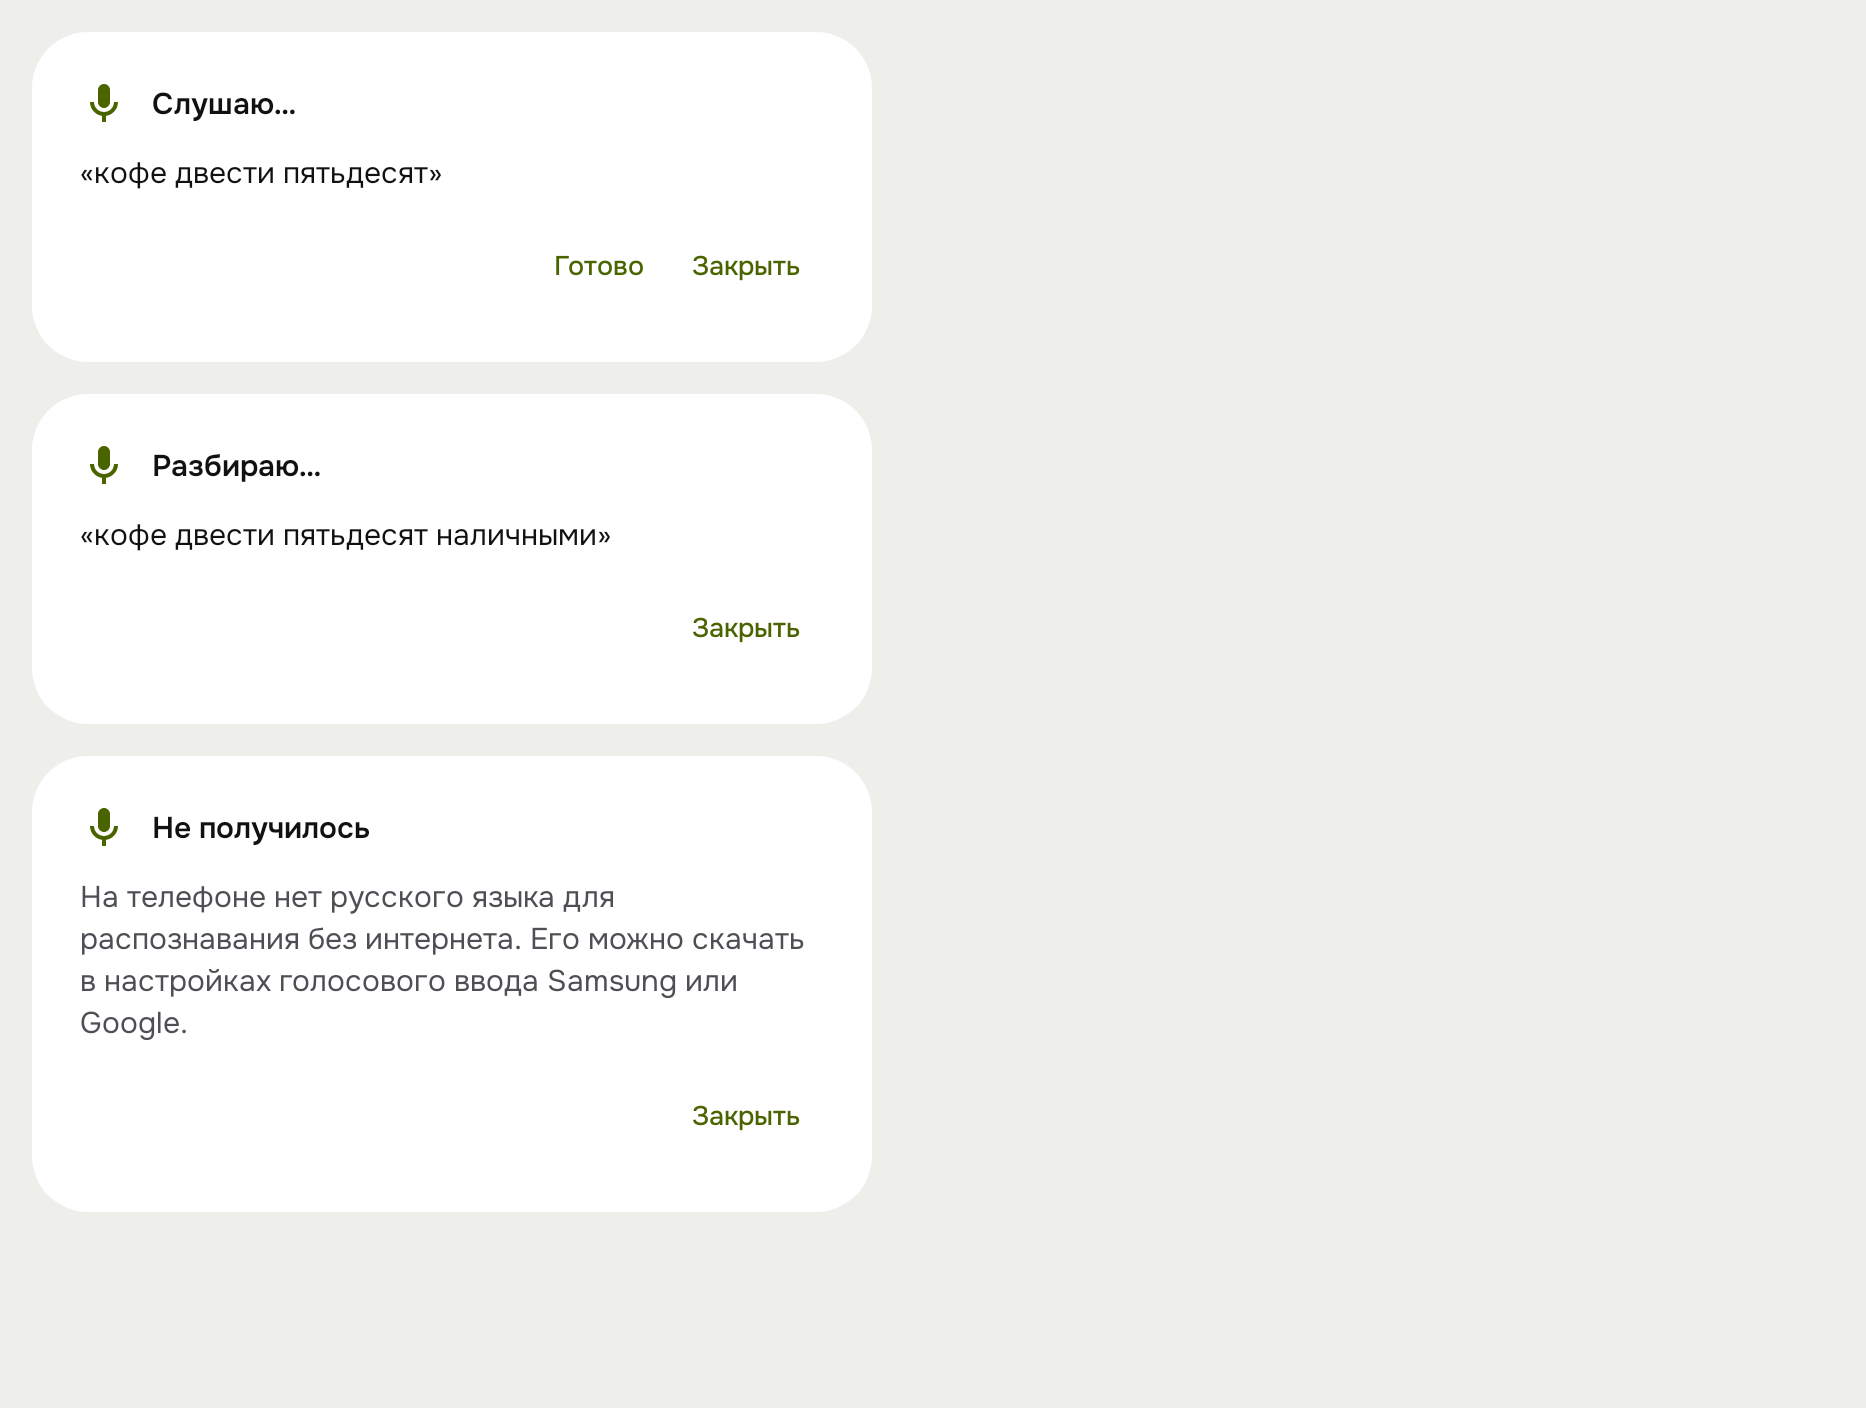 Слушаю...
«кофе двести пятьдесят»
Готово Закрыть
Разбираю...
«кофе двести пятьдесят наличными»
Закрыть
Не получилось
На телефоне нет русского языка для
распознавания без интернета. Его можно скачать
в настройках голосового ввода Samsung или
Google.
Закрыть